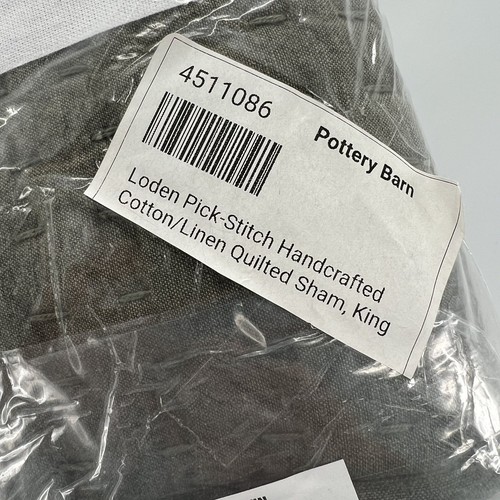 4511086
Pottery Barn
Loden Pick-Stitch Handcrafted
Cotton/Linen Quilted Sham, King